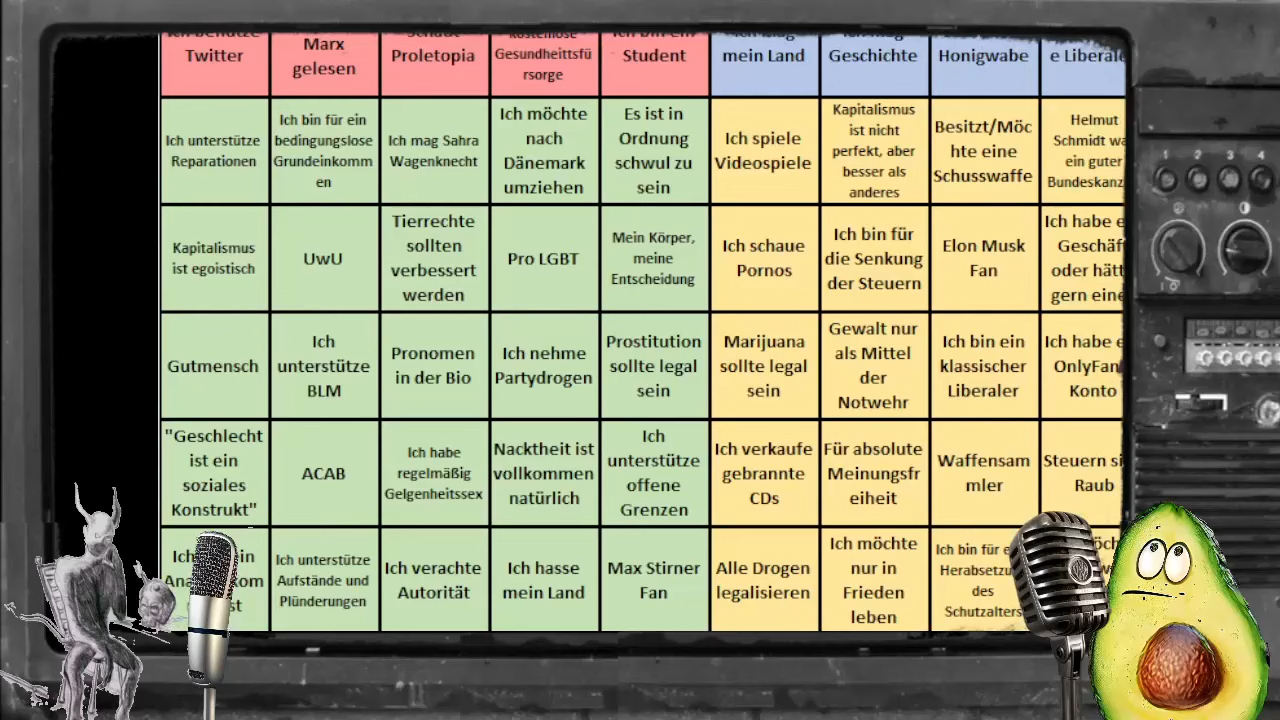 Twitter
Marx
gelesen
Proletopia
Gesundheittsfü
rsorge
Student
mein Land
Geschichte
Honigwabe
e Liberale
Ich unterstütze
Reparationen
Ich bin für ein
bedingungslose
Grundeinkomm
en
Ich mag Sahra
Wagenknecht
Ich möchte
nach
Dänemark
umziehen
Es ist in
Ordnung
schwul zu
sein
Ich spiele
Videospiele
Kapitalismus
ist nicht
perfekt, aber
besser als
anderes
Besitzt/Möc
hte eine
Schusswaffe
Helmut
Schmidt wa
ein guter
Bundeskanz
Kapitalismus
ist egoistisch
UwU
Tierrechte
sollten
verbessert
werden
Pro LGBT
Mein Körper,
meine
Entscheidung
Ich schaue
Pornos
Ich bin für
die Senkung
der Steuern
Elon Musk
Fan
Ich habe e
Geschäf
oder hätt
gern eine
Gutmensch
Ich
unterstütze
BLM
Pronomen
in der Bio
Ich nehme
Partydrogen
Prostitution
sollte legal
sein
Marijuana
sollte legal
sein
Gewalt nur
als Mittel
der
Notwehr
Ich bin ein
klassischer
Liberaler
Ich habe e
OnlyFan
Konto
"Geschlecht
ist ein
soziales
Konstrukt"
ACAB
Ich habe
regelmäßig
Gelgenheitssex
Nacktheit ist
vollkommen
natürlich
Ich
unterstütze
offene
Grenzen
Ich verkaufe
gebrannte
CDs
Für absolute
Meinungsfr
eiheit
Waffensam
mler
Steuern si
Raub
Ich unterstütze
Aufstände und
Plünderungen
Ich verachte
Autorität
Ich hasse
mein Land
Max Stirner
Fan
Alle Drogen
legalisieren
Ich möchte
nur in
Frieden
leben
Ich bin für e
Herabsetzu
des
Schutzalters
1 2 3 4